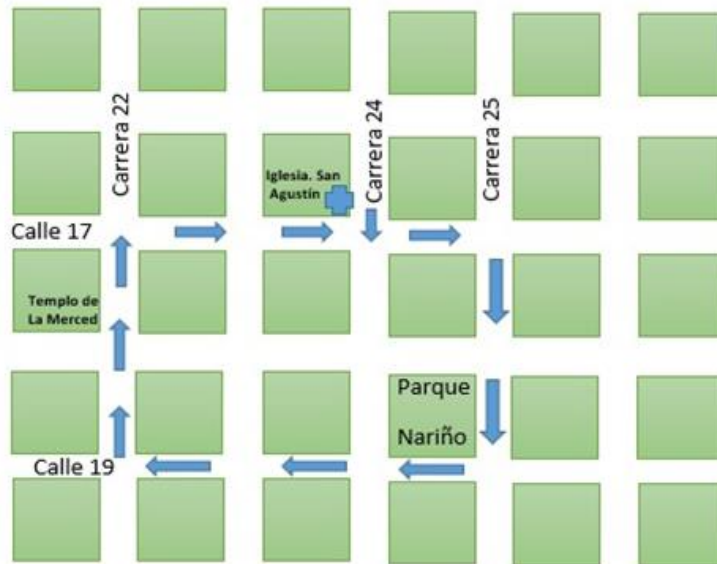 Carrera 22
Carrera 24
Carrera 25
Iglesia. San
Agustín
Calle 17
Templo de
La Merced
Parque
Nariño
Calle 19